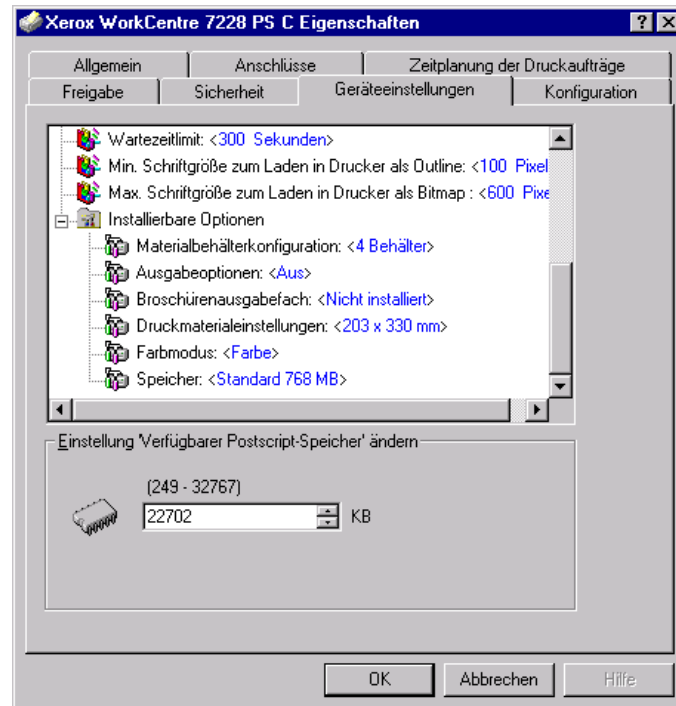 Xerox WorkCentre 7228 PS C Eigenschaften
Allgemein Anschlüsse Zeitplanung der Druckaufträge
Freigabe Sicherheit Geräteeinstellungen Konfiguration
Wartezeitlimit: <300 Sekunden>
Min. Schriftgröße zum Laden in Drucker als Outline: <100 Pixel
Max. Schriftgröße zum Laden in Drucker als Bitmap : <600 Pixe
Installierbare Optionen
Materialbehälterkonfiguration: <4 Behälter>
Ausgabeoptionen: <Aus>
Broschürenausgabefach: <Nicht installiert>
Druckmaterialeinstellungen: <203 x 330 mm>
Farbmodus: <Farbe>
Speicher: <Standard 768 MB>
Einstellung 'Verfügbarer Postscript-Speicher' ändern
(249 - 32767)
22702 KB
OK Abbrechen Hilfe